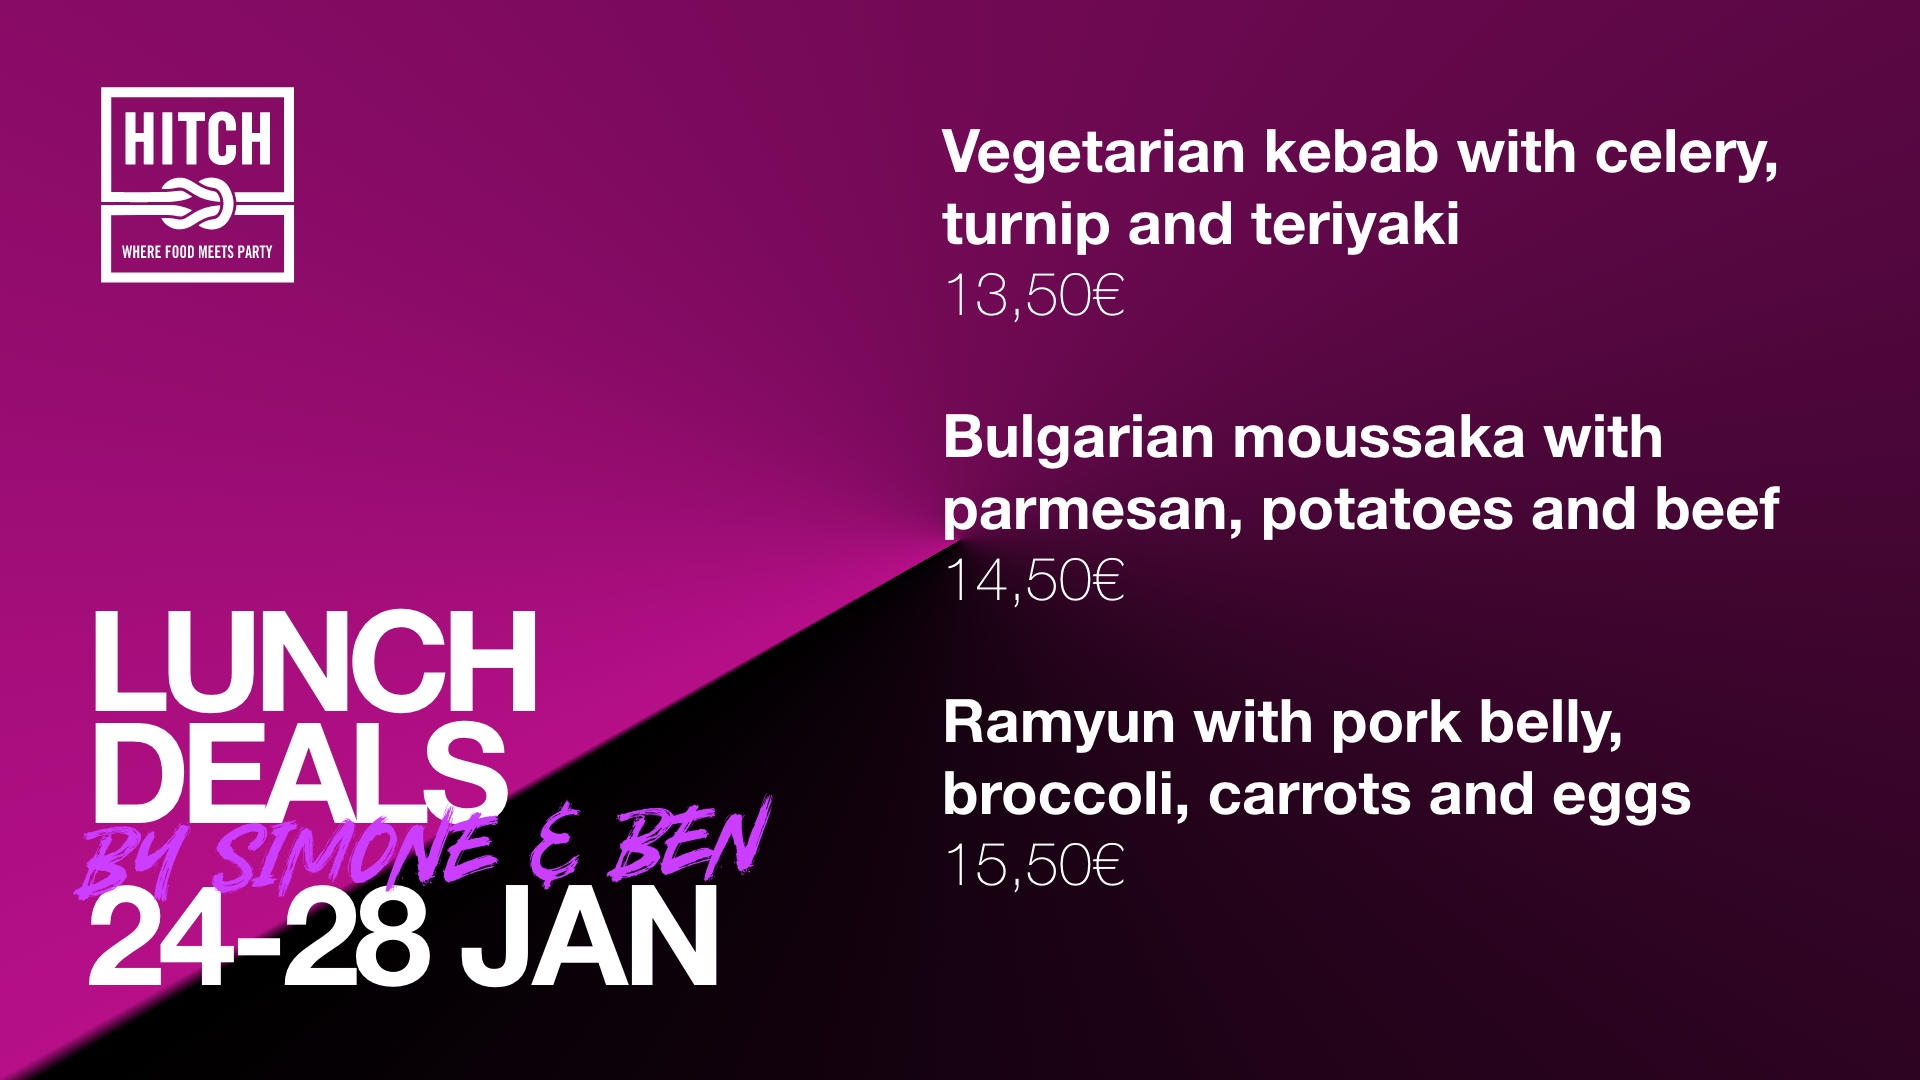 HITCH
WHERE FOOD MEETS PARTY
LUNCH
DEALS
BY SIMONE & BEN
24-28 JAN
Vegetarian kebab with celery,
turnip and teriyaki
13,50€
Bulgarian moussaka with
parmesan, potatoes and beef
14,50€
Ramyun with pork belly,
broccoli, carrots and eggs
15,50€